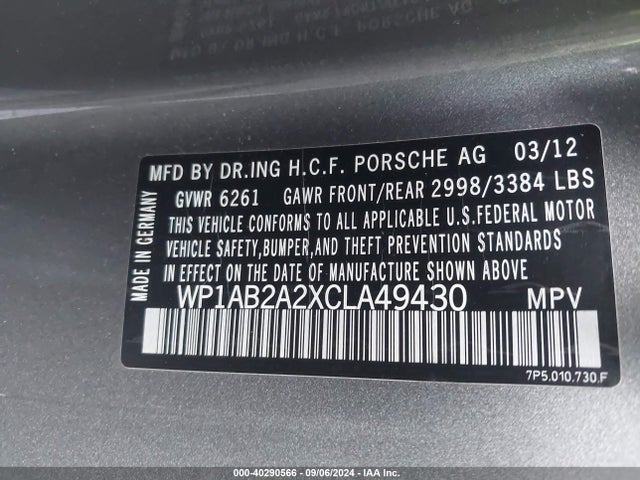 MFD BY DR.ING H.C.F. PORSCHE AG 03/12
GVWR 6261 GAWR FRONT/REAR 2998/3384 LBS
THIS VEHICLE CONFORMS TO ALL APPLICABLE U.S.FEDERAL MOTOR
VEHICLE SAFETY,BUMPER,AND THEFT PREVENTION STANDARDS
IN EFFECT ON THE DATE OF MANUFACTURE SHOWN ABOVE
MADE IN GERMANY
WP1AB2A2XCLA49430 MPV
7P5.010.730.F
000-40290566 - 09/06/2024 - IAA Inc.